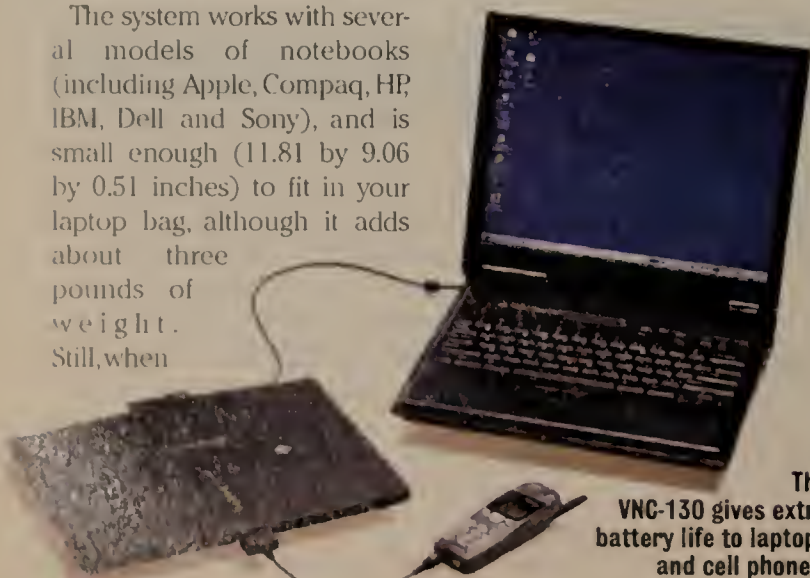 The system works with sever-
al models of notebooks
(including Apple, Compaq, HP,
IBM, Dell and Sony), and is
small enough (11.81 by 9.06
by 0.51 inches) to fit in your
laptop bag, although it adds
about three
pounds of
weight.
Still, when
VNC-130 gives extr
battery life to laptop
and cell phone